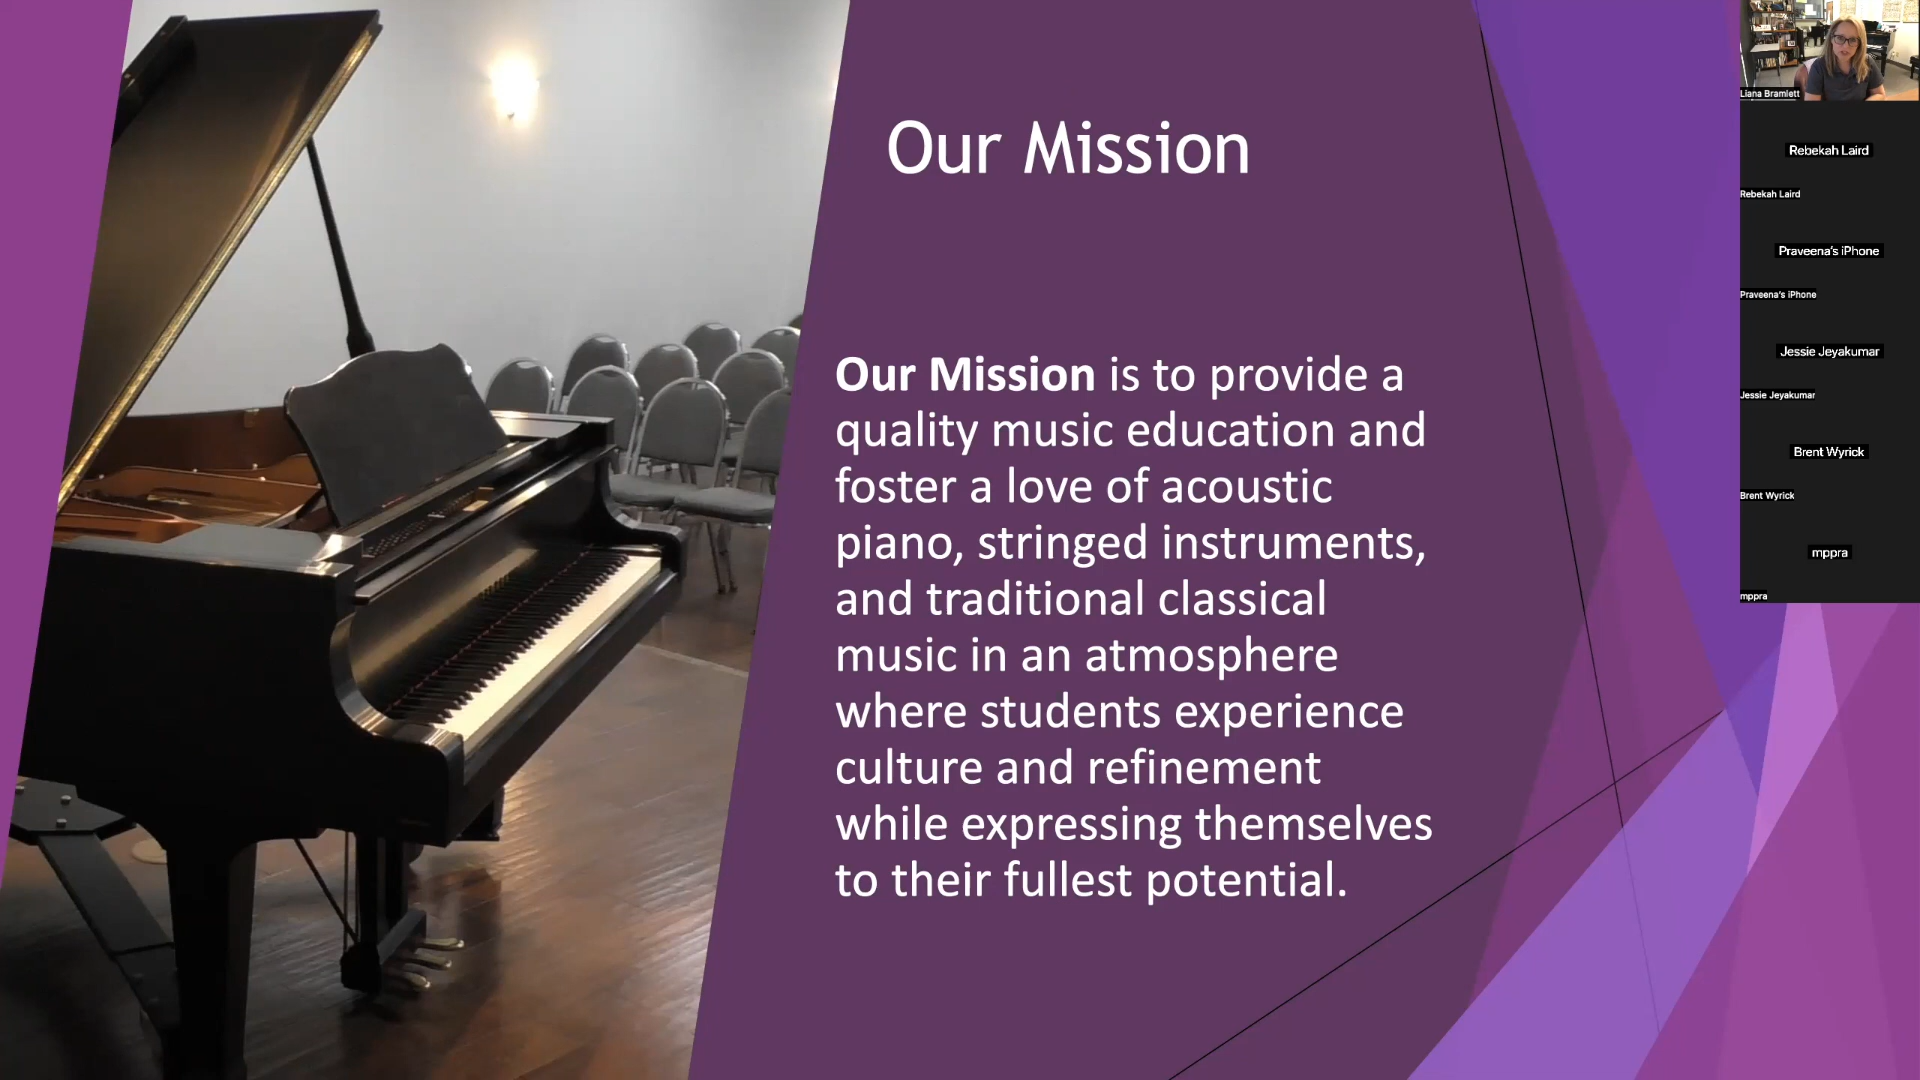 Our Mission
Our Mission is to provide a
quality music education and
foster a love of acoustic
piano, stringed instruments,
and traditional classical
music in an atmosphere
where students experience
culture and refinement
while expressing themselves
to their fullest potential.
Liana Bramlett
Rebekah Laird
Rebekah Laird
Praveena's iPhone
Praveena's iPhone
Jessie Jeyakumar
Jessie Jeyakumar
Brent Wyrick
Brent Wyrick
mppra
mppra